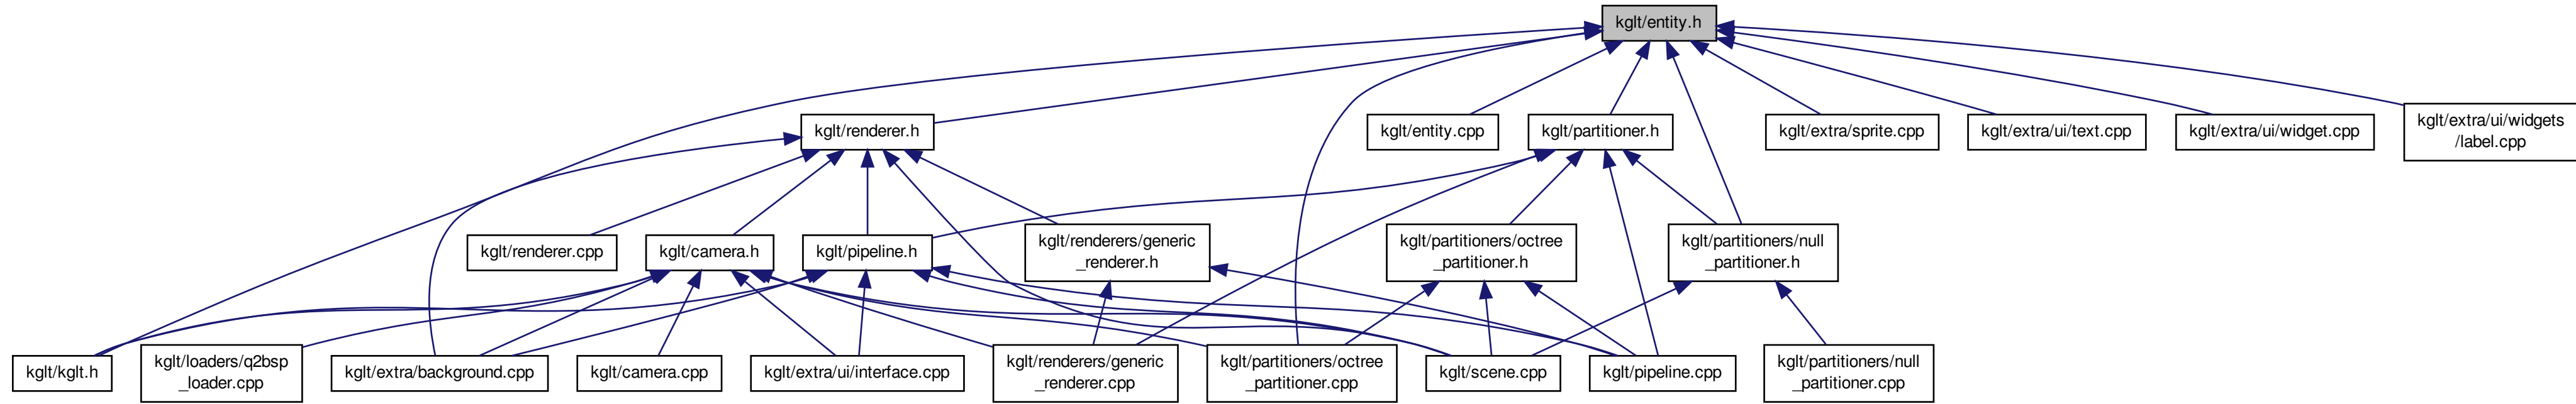 kglt/entity.h
kglt/renderer.h
kglt/entity.cpp
kglt/partitioner.h
kglt/extra/sprite.cpp
kglt/extra/ui/text.cpp
kglt/extra/ui/widget.cpp
kglt/extra/ui/widgets
/label.cpp
kglt/renderer.cpp
kglt/camera.h
kglt/pipeline.h
kglt/renderers/generic
_renderer.h
kglt/partitioners/octree
_partitioner.h
kglt/partitioners/null
_partitioner.h
kglt/kglt.h
kglt/loaders/q2bsp
_loader.cpp
kglt/extra/background.cpp
kglt/camera.cpp
kglt/extra/ui/interface.cpp
kglt/renderers/generic
_renderer.cpp
kglt/partitioners/octree
_partitioner.cpp
kglt/scene.cpp
kglt/pipeline.cpp
kglt/partitioners/null
_partitioner.cpp